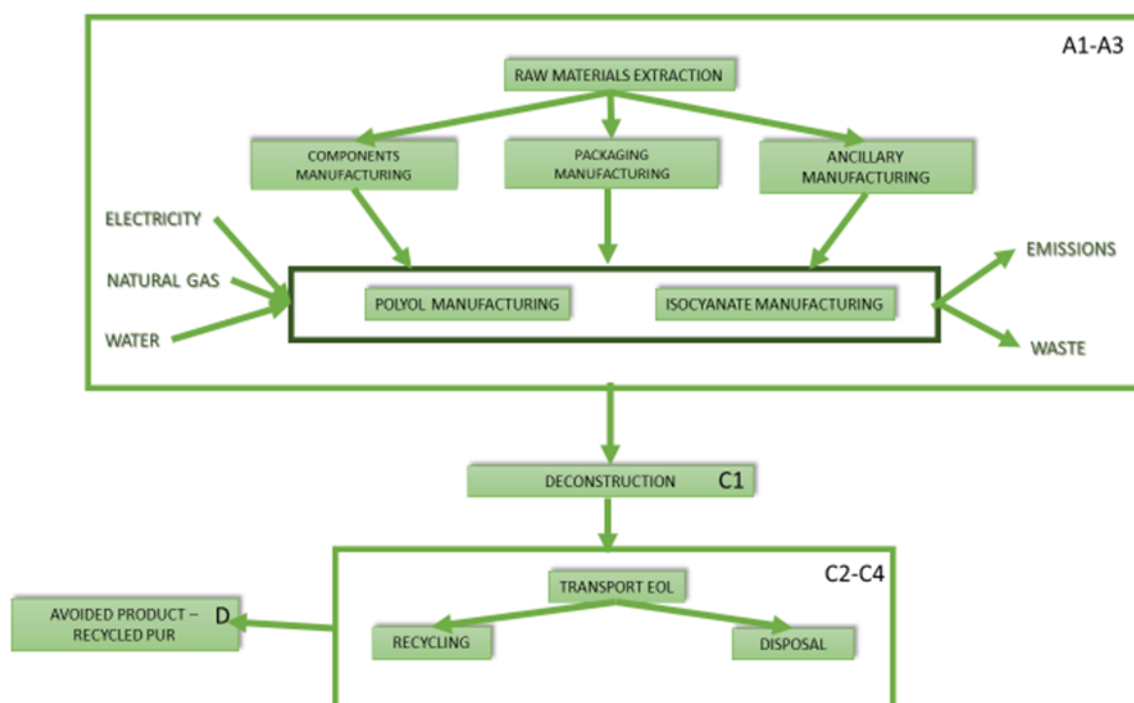 A1-A3
RAW MATERIALS EXTRACTION
COMPONENTS
MANUFACTURING
PACKAGING
MANUFACTURING
ANCILLARY
MANUFACTURING
ELECTRICITY
NATURAL GAS
WATER
POLYOL MANUFACTURING
ISOCYANATE MANUFACTURING
EMISSIONS
WASTE
DECONSTRUCTION C1
C2-C4
TRANSPORT EOL
RECYCLING
DISPOSAL
AVOIDED PRODUCT – D
RECYCLED PUR